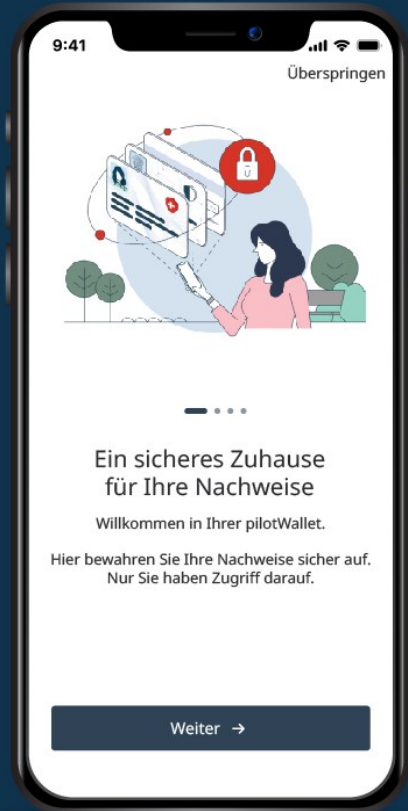 9:41
Überspringen
Ein sicheres Zuhause
für Ihre Nachweise
Willkommen in Ihrer pilotWallet.
Hier bewahren Sie Ihre Nachweise sicher auf.
Nur Sie haben Zugriff darauf.
Weiter →